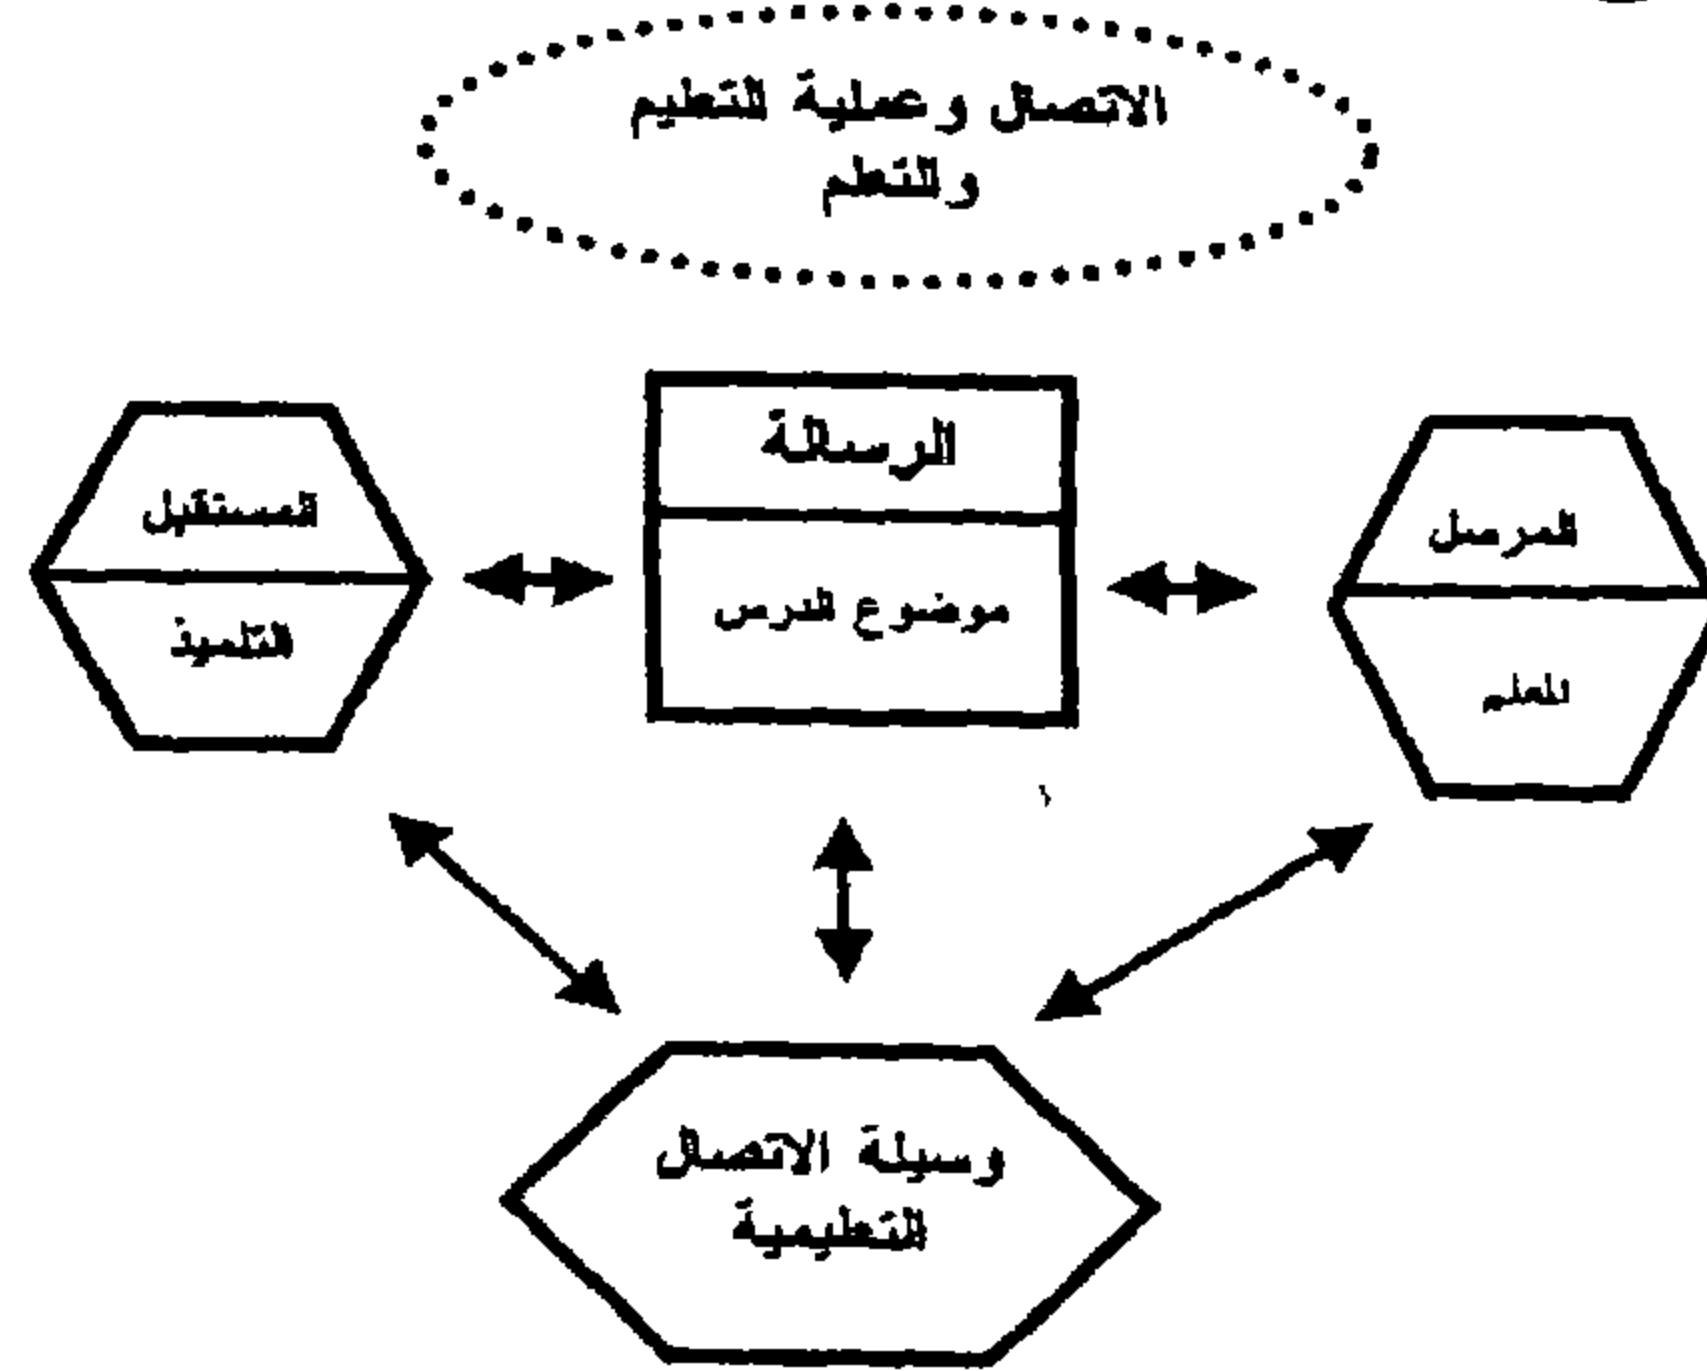 الاتصال وعملية التعليم
والتعلم
الرسالة
موضوع الدرس
المرسل
المعلم
المستقبل
التلميذ
وسيلة الاتصال
التعليمية